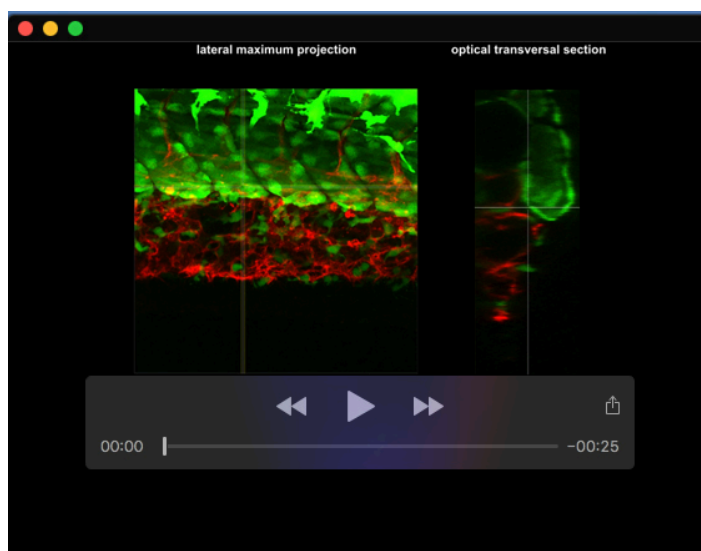 lateral maximum projection
optical transversal section
00:00
−00:25